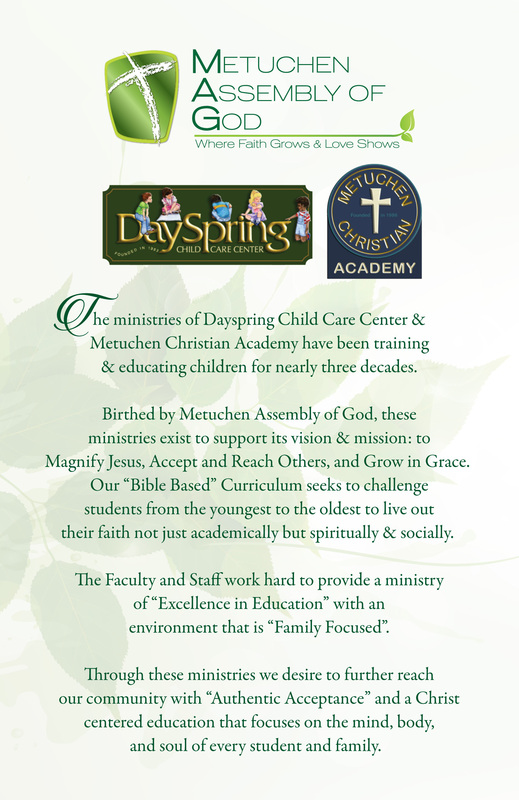 METUCHEN
ASSEMBLY OF
GOD
Where Faith Grows & Love Shows
DaySpring
FOUNDED IN 1987
CHILD CARE CENTER
METUCHEN
CHRISTIAN
ACADEMY
The ministries of Dayspring Child Care Center &
Metuchen Christian Academy have been training
& educating children for nearly three decades.
Birthed by Metuchen Assembly of God, these
ministries exist to support its vision & mission: to
Magnify Jesus, Accept and Reach Others, and Grow in Grace.
Our “Bible Based” Curriculum seeks to challenge
students from the youngest to the oldest to live out
their faith not just academically but spiritually & socially.
The Faculty and Staff work hard to provide a ministry
of “Excellence in Education” with an
environment that is “Family Focused”.
Through these ministries we desire to further reach
our community with “Authentic Acceptance” and a Christ
centered education that focuses on the mind, body,
and soul of every student and family.